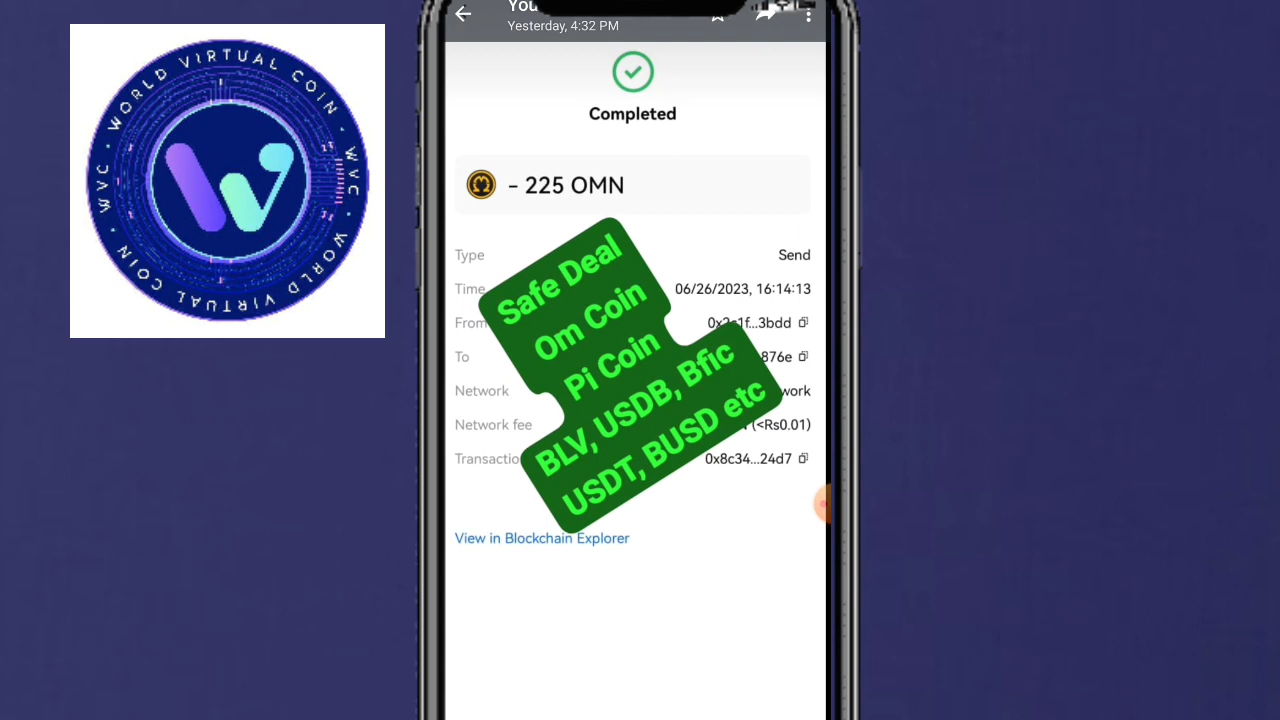 WORLD VIRTUAL COIN · WVC · WORLD VIRTUAL COIN · WVC ·
You
Yesterday, 4:32 PM
Completed
- 225 OMN
Type Send
Time 06/26/2023, 16:14:13
From 0x2c1f...3bdd
To 876e
Network work
Network fee (<Rs0.01)
Transactio 0x8c34...24d7
View in Blockchain Explorer
Safe Deal
Om Coin
Pi Coin
BLV, USDB, Bfic
USDT, BUSD etc